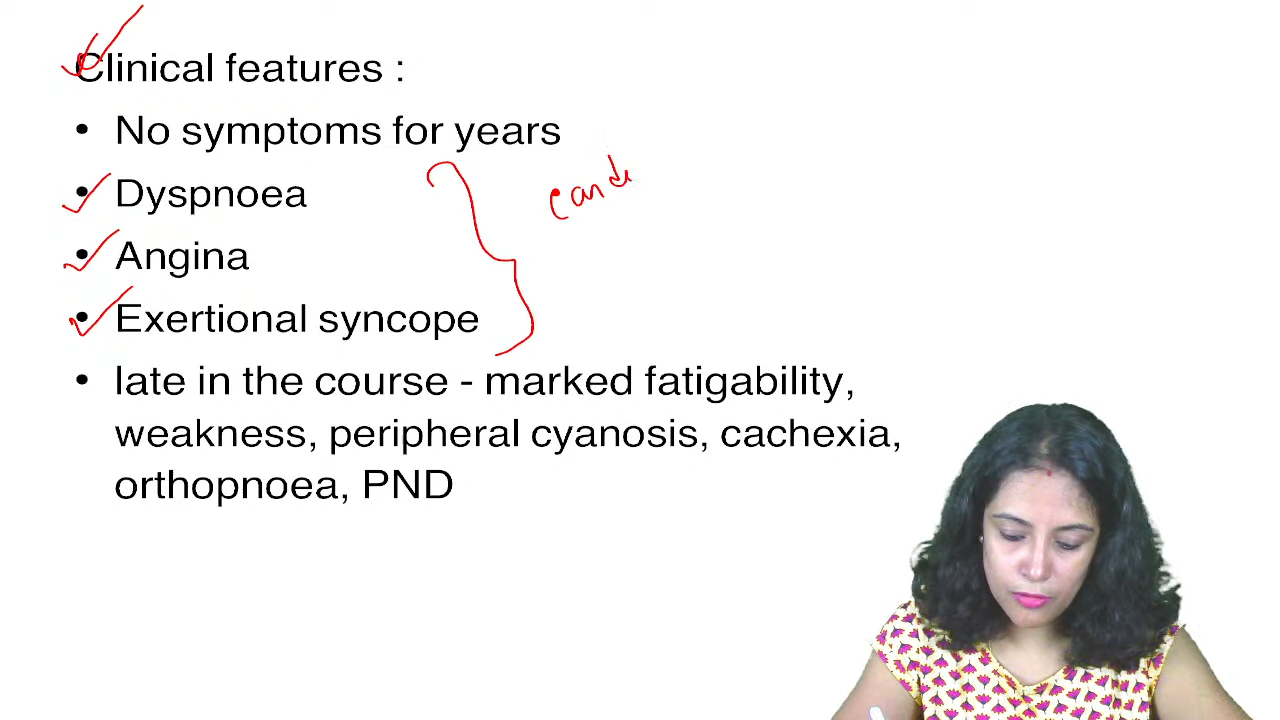 Clinical features :
• No symptoms for years
• Dyspnoea
• Angina
• Exertional syncope
• late in the course - marked fatigability,
weakness, peripheral cyanosis, cachexia,
orthopnoea, PND